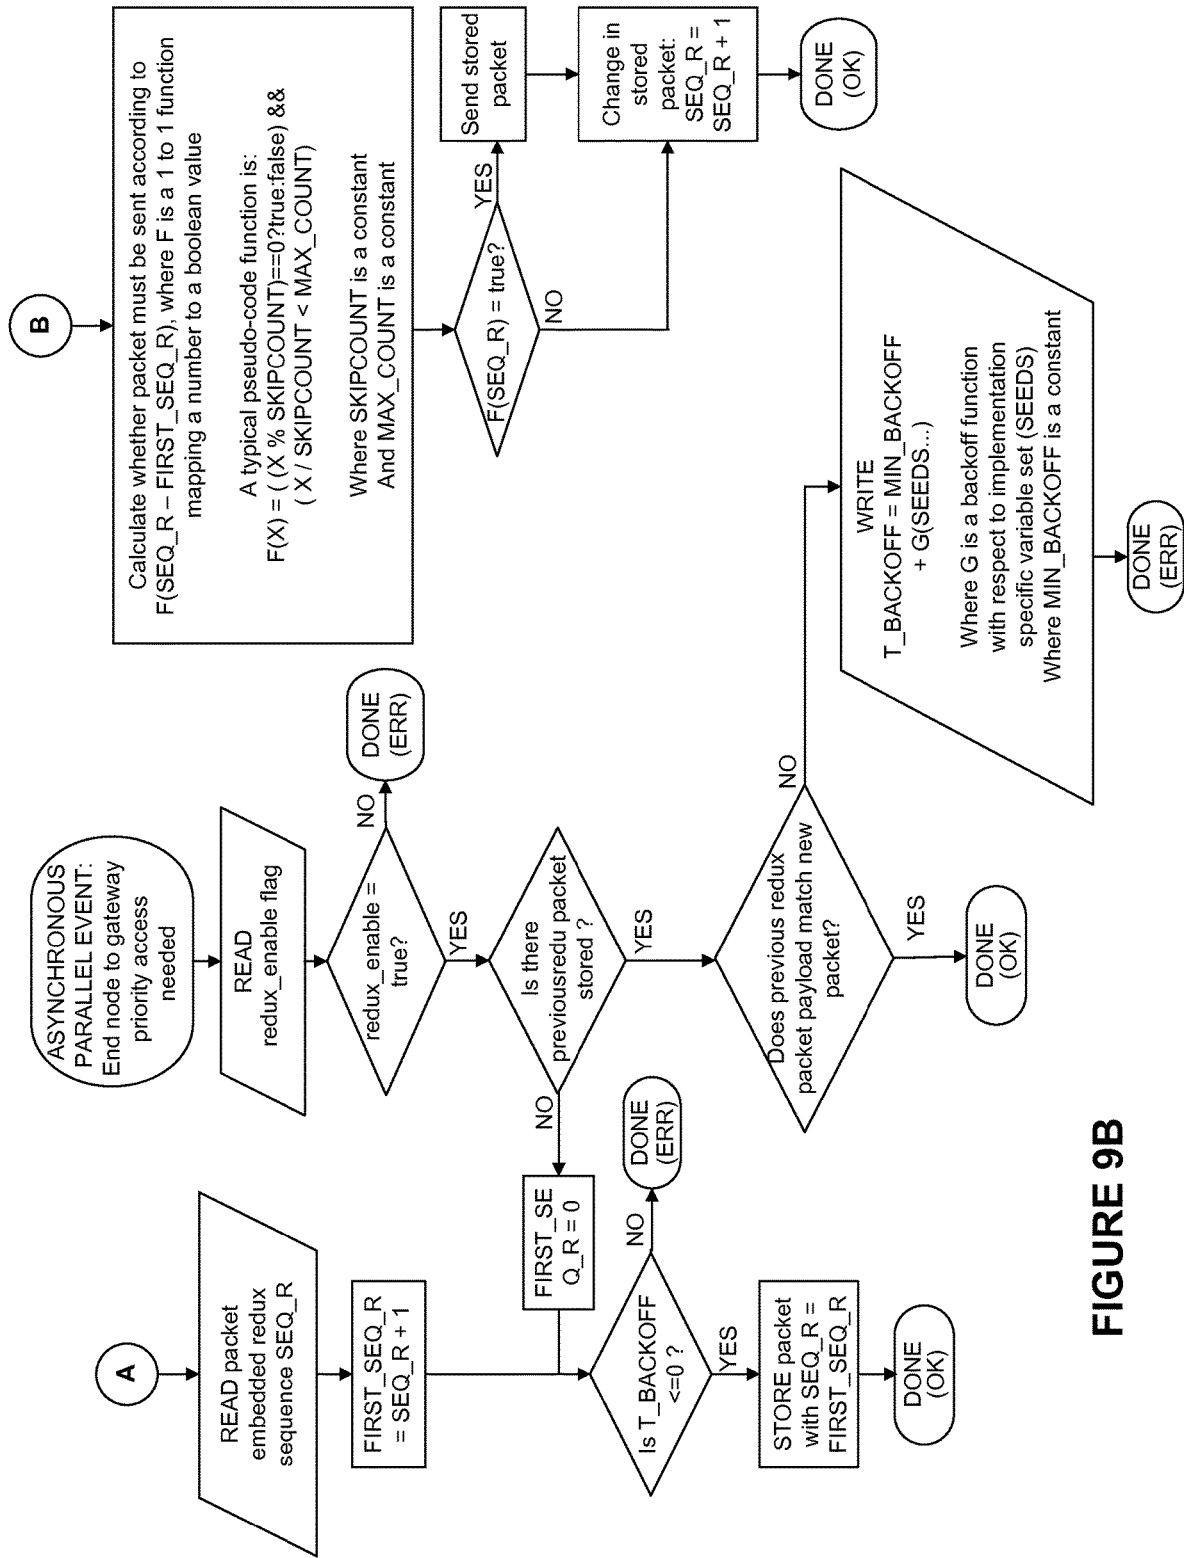 A
READ packet
embedded redux
sequence SEQ_R
FIRST_SEQ_R
= SEQ_R + 1
FIRST_SE
Q_R = 0
Is T_BACKOFF
<=0 ?
NO
DONE
(ERR)
YES
STORE packet
with SEQ_R =
FIRST_SEQ_R
DONE
(OK)
ASYNCHRONOUS
PARALLEL EVENT:
End node to gateway
priority access
needed
READ
redux_enable flag
redux_enable =
true?
NO
DONE
(ERR)
YES
Is there
previousredu packet
stored ?
NO
YES
Does previous redux
packet payload match new
packet?
NO
YES
DONE
(OK)
WRITE
T_BACKOFF = MIN_BACKOFF
+ G(SEEDS...)
Where G is a backoff function
with respect to implementation
specific variable set (SEEDS)
Where MIN_BACKOFF is a constant
DONE
(ERR)
B
Calculate whether packet must be sent according to
F(SEQ_R – FIRST_SEQ_R), where F is a 1 to 1 function
mapping a number to a boolean value
A typical pseudo-code function is:
F(X) = ( (X % SKIPCOUNT)==0?true:false) &&
( X / SKIPCOUNT < MAX_COUNT)
Where SKIPCOUNT is a constant
And MAX_COUNT is a constant
F(SEQ_R) = true?
YES
Send stored
packet
NO
Change in
stored
packet:
SEQ_R =
SEQ_R + 1
DONE
(OK)
FIGURE 9B